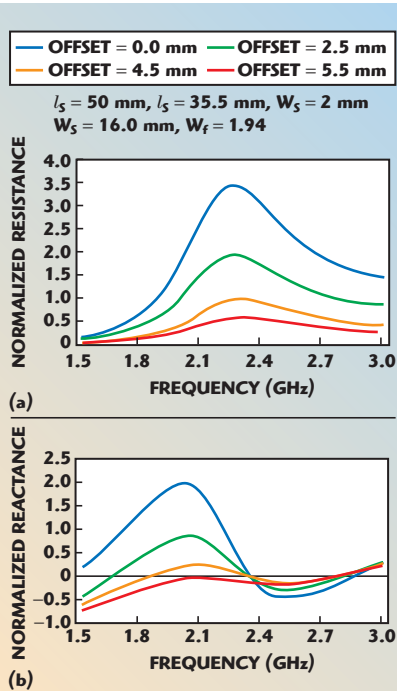 OFFSET = 0.0 mm OFFSET = 2.5 mm
OFFSET = 4.5 mm OFFSET = 5.5 mm
lS = 50 mm, lS = 35.5 mm, WS = 2 mm
WS = 16.0 mm, Wf = 1.94
NORMALIZED RESISTANCE
4.0
3.5
3.0
2.5
2.0
1.5
1.0
0.5
0
1.5 1.8 2.1 2.4 2.7 3.0
FREQUENCY (GHz)
(a)
NORMALIZED REACTANCE
2.5
2.0
1.5
1.0
0.5
0
−0.5
−1.0
1.5 1.8 2.1 2.4 2.7 3.0
FREQUENCY (GHz)
(b)